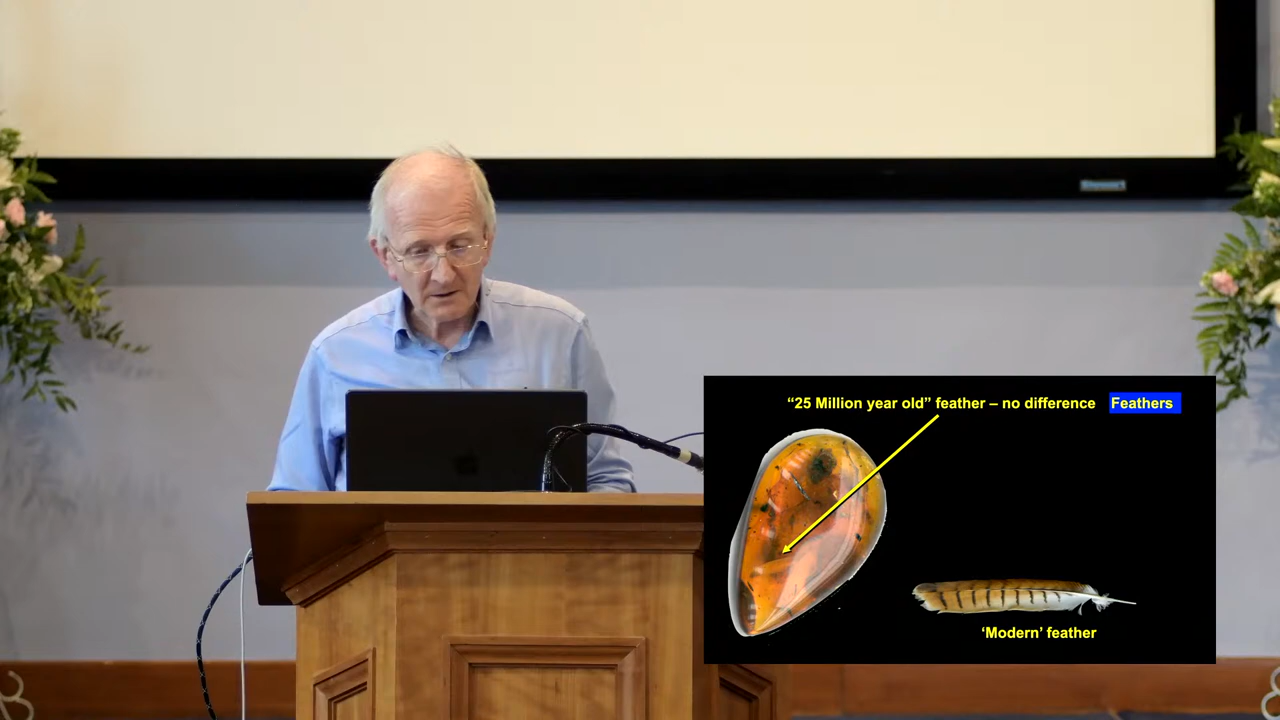 “25 Million year old” feather – no difference
Feathers
‘Modern’ feather